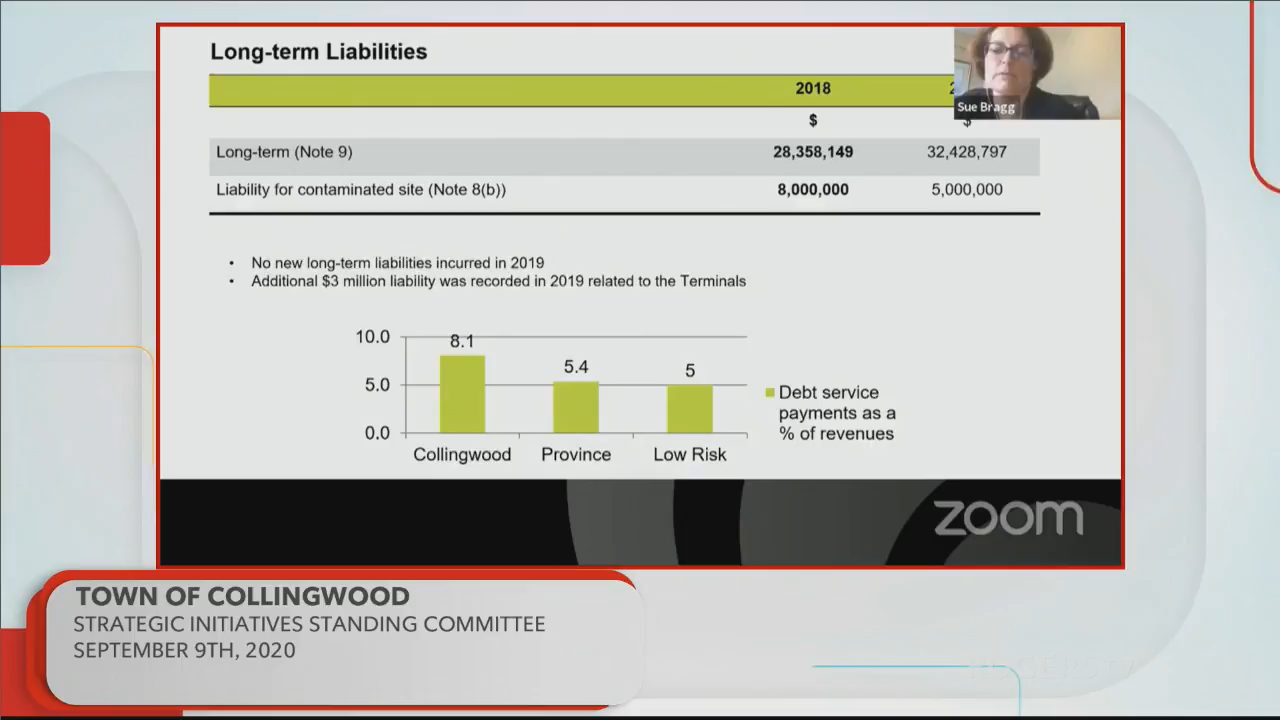 Long-term Liabilities
2018
Sue Bragg
$ $
Long-term (Note 9) 28,358,149 32,428,797
Liability for contaminated site (Note 8(b)) 8,000,000 5,000,000
• No new long-term liabilities incurred in 2019
• Additional $3 million liability was recorded in 2019 related to the Terminals
10.0
5.0
0.0
8.1
5.4
5
Collingwood Province Low Risk
Debt service
payments as a
% of revenues
zoom
TOWN OF COLLINGWOOD
STRATEGIC INITIATIVES STANDING COMMITTEE
SEPTEMBER 9TH, 2020